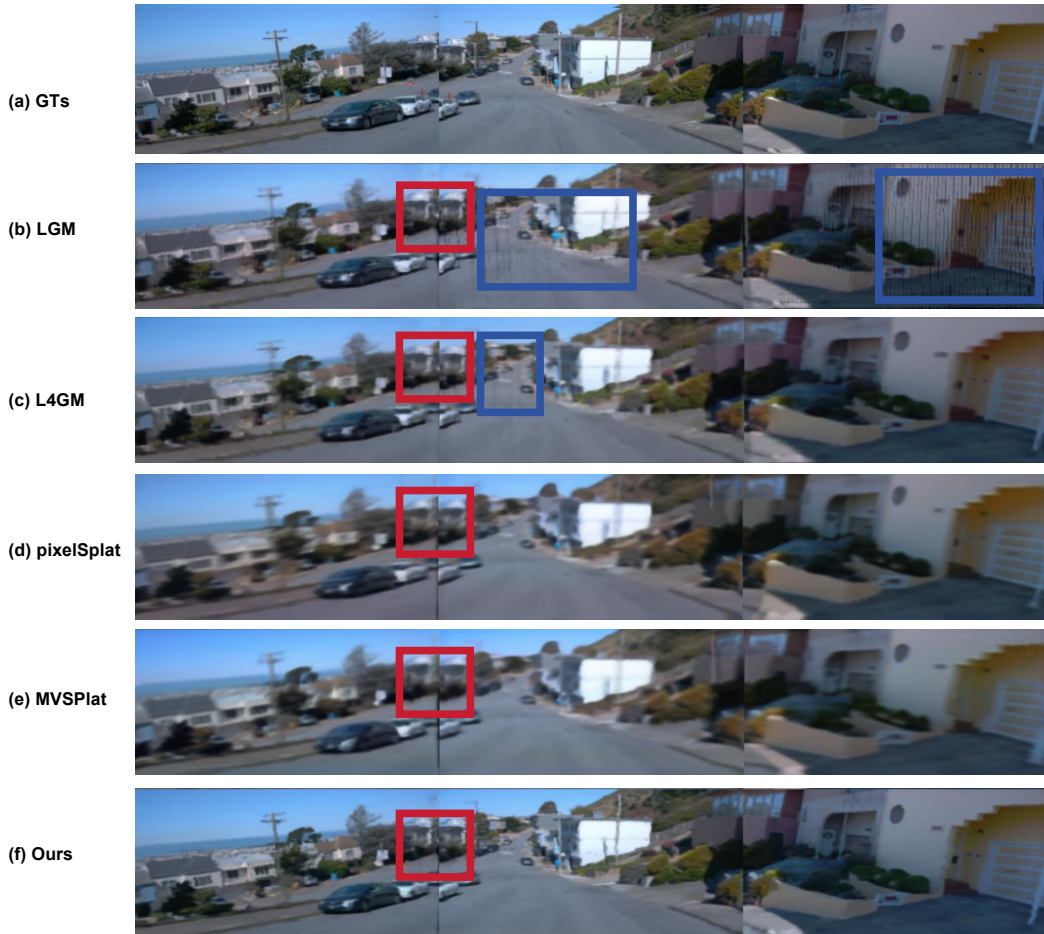 (a) GTs
(b) LGM
(c) L4GM
(d) pixelSplat
(e) MVSPlat
(f) Ours